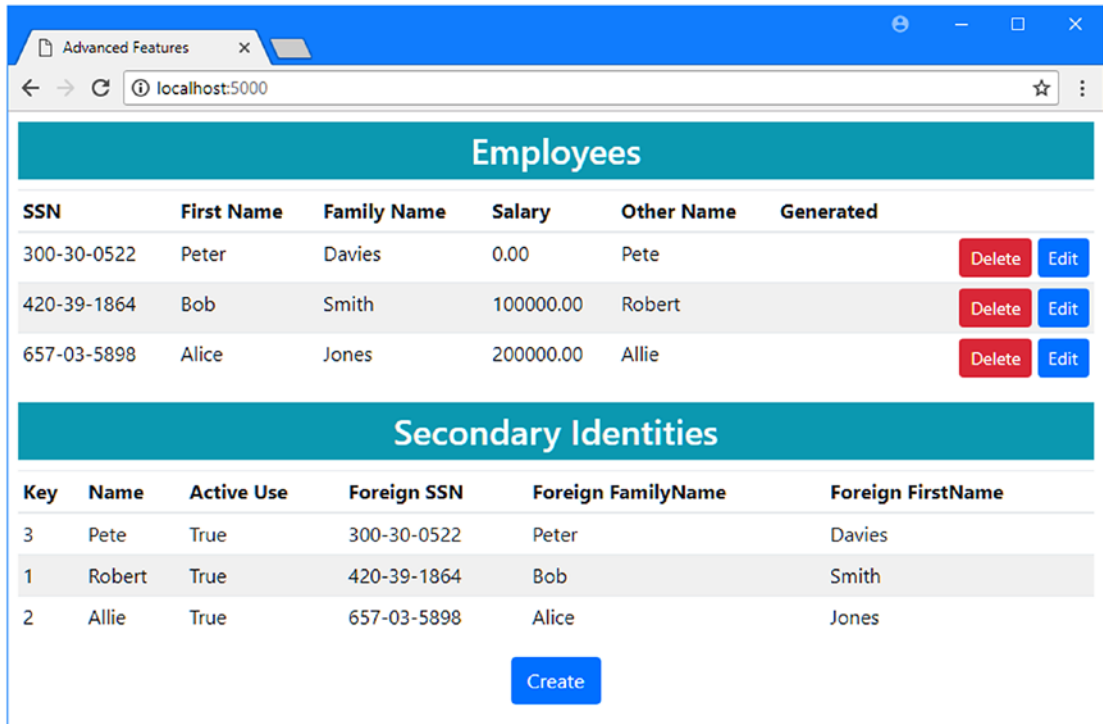 Advanced Features
localhost:5000
Employees
SSN First Name Family Name Salary Other Name Generated
300-30-0522 Peter Davies 0.00 Pete Delete Edit
420-39-1864 Bob Smith 100000.00 Robert Delete Edit
657-03-5898 Alice Jones 200000.00 Allie Delete Edit
Secondary Identities
Key Name Active Use Foreign SSN Foreign FamilyName Foreign FirstName
3 Pete True 300-30-0522 Peter Davies
1 Robert True 420-39-1864 Bob Smith
2 Allie True 657-03-5898 Alice Jones
Create